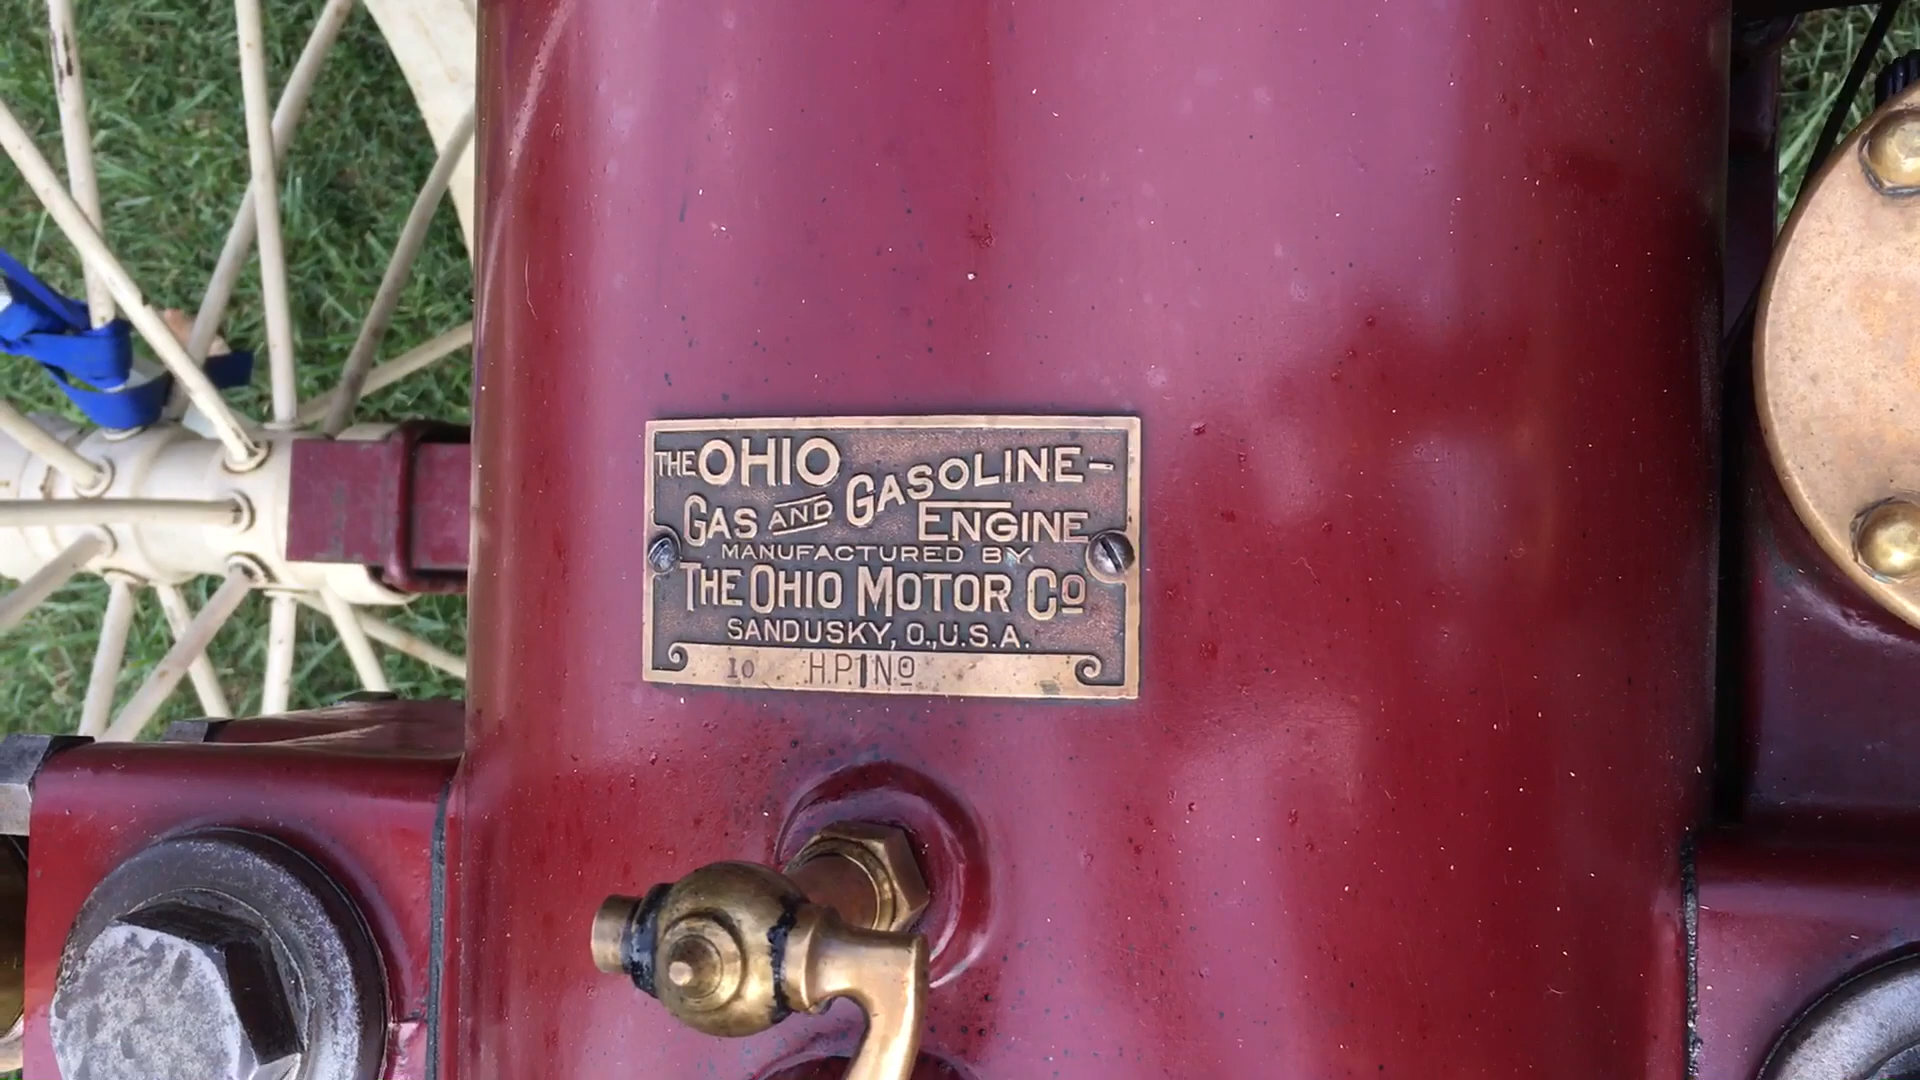 THE OHIO
GAS AND GASOLINE-
ENGINE
MANUFACTURED BY
THE OHIO MOTOR CO
SANDUSKY, O., U.S.A.
10 H.P. No